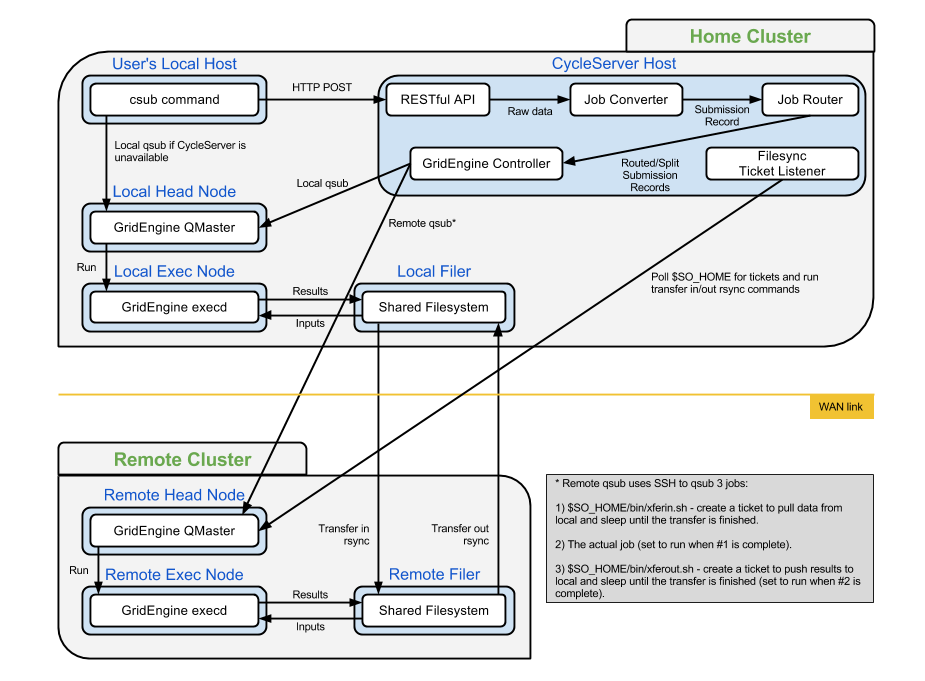 Home Cluster
User's Local Host
CycleServer Host
csub command
HTTP POST
RESTful API
Raw data
Job Converter
Submission
Record
Job Router
Local qsub if CycleServer is
unavailable
GridEngine Controller
Routed/Split
Submission
Records
Filesync
Ticket Listener
Local qsub
Local Head Node
GridEngine QMaster
Remote qsub*
Run
Local Exec Node
Local Filer
Poll $SO_HOME for tickets and run
transfer in/out rsync commands
GridEngine execd
Results
Inputs
Shared Filesystem
WAN link
Remote Cluster
Remote Head Node
GridEngine QMaster
Transfer in
rsync
Transfer out
rsync
Run
Remote Exec Node
Remote Filer
GridEngine execd
Results
Inputs
Shared Filesystem
* Remote qsub uses SSH to qsub 3 jobs:
1) $SO_HOME/bin/xferin.sh - create a ticket to pull data from
local and sleep until the transfer is finished.
2) The actual job (set to run when #1 is complete).
3) $SO_HOME/bin/xferout.sh - create a ticket to push results to
local and sleep until the transfer is finished (set to run when #2 is
complete).